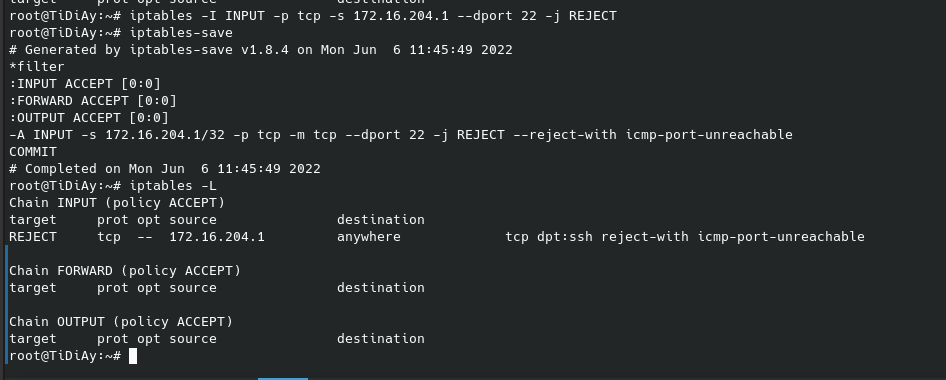 root@TiDiAy:~# iptables -I INPUT -p tcp -s 172.16.204.1 --dport 22 -j REJECT
root@TiDiAy:~# iptables-save
# Generated by iptables-save v1.8.4 on Mon Jun  6 11:45:49 2022
*filter
:INPUT ACCEPT [0:0]
:FORWARD ACCEPT [0:0]
:OUTPUT ACCEPT [0:0]
-A INPUT -s 172.16.204.1/32 -p tcp -m tcp --dport 22 -j REJECT --reject-with icmp-port-unreachable
COMMIT
# Completed on Mon Jun  6 11:45:49 2022
root@TiDiAy:~# iptables -L
Chain INPUT (policy ACCEPT)
target     prot opt source               destination
REJECT     tcp  --  172.16.204.1         anywhere             tcp dpt:ssh reject-with icmp-port-unreachable

Chain FORWARD (policy ACCEPT)
target     prot opt source               destination

Chain OUTPUT (policy ACCEPT)
target     prot opt source               destination
root@TiDiAy:~#